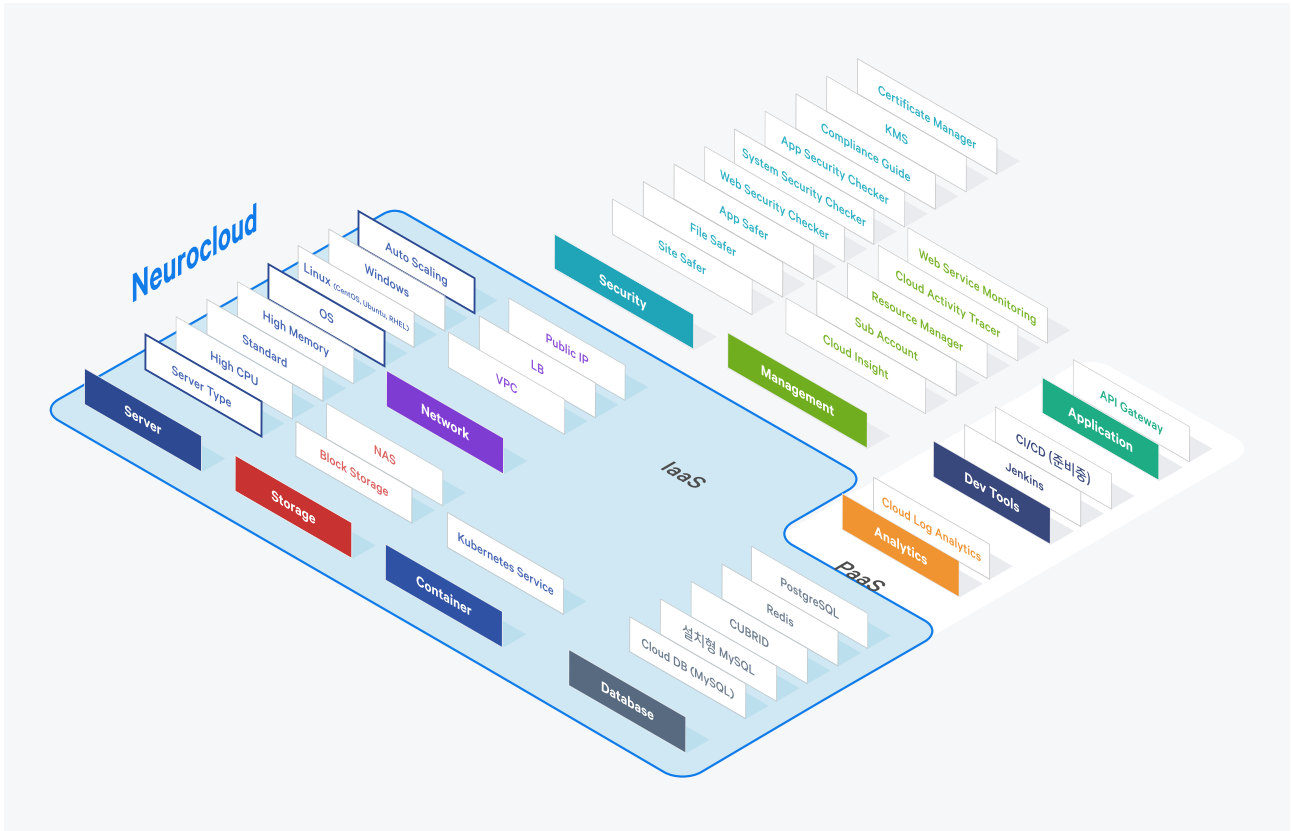 Neurocloud
Server
Server Type
High CPU
Standard
High Memory
OS
Linux (CentOS, Ubuntu, RHEL)
Windows
Auto Scaling
Storage
Block Storage
NAS
Network
VPC
LB
Public IP
Container
Kubernetes Service
Database
Cloud DB (MySQL)
설치형 MySQL
CUBRID
Redis
PostgreSQL
IaaS
PaaS
Security
Site Safer
File Safer
App Safer
Web Security Checker
System Security Checker
App Security Checker
Compliance Guide
KMS
Certificate Manager
Management
Cloud Insight
Sub Account
Resource Manager
Cloud Activity Tracer
Web Service Monitoring
Analytics
Cloud Log Analytics
Dev Tools
Jenkins
CI/CD (준비중)
Application
API Gateway